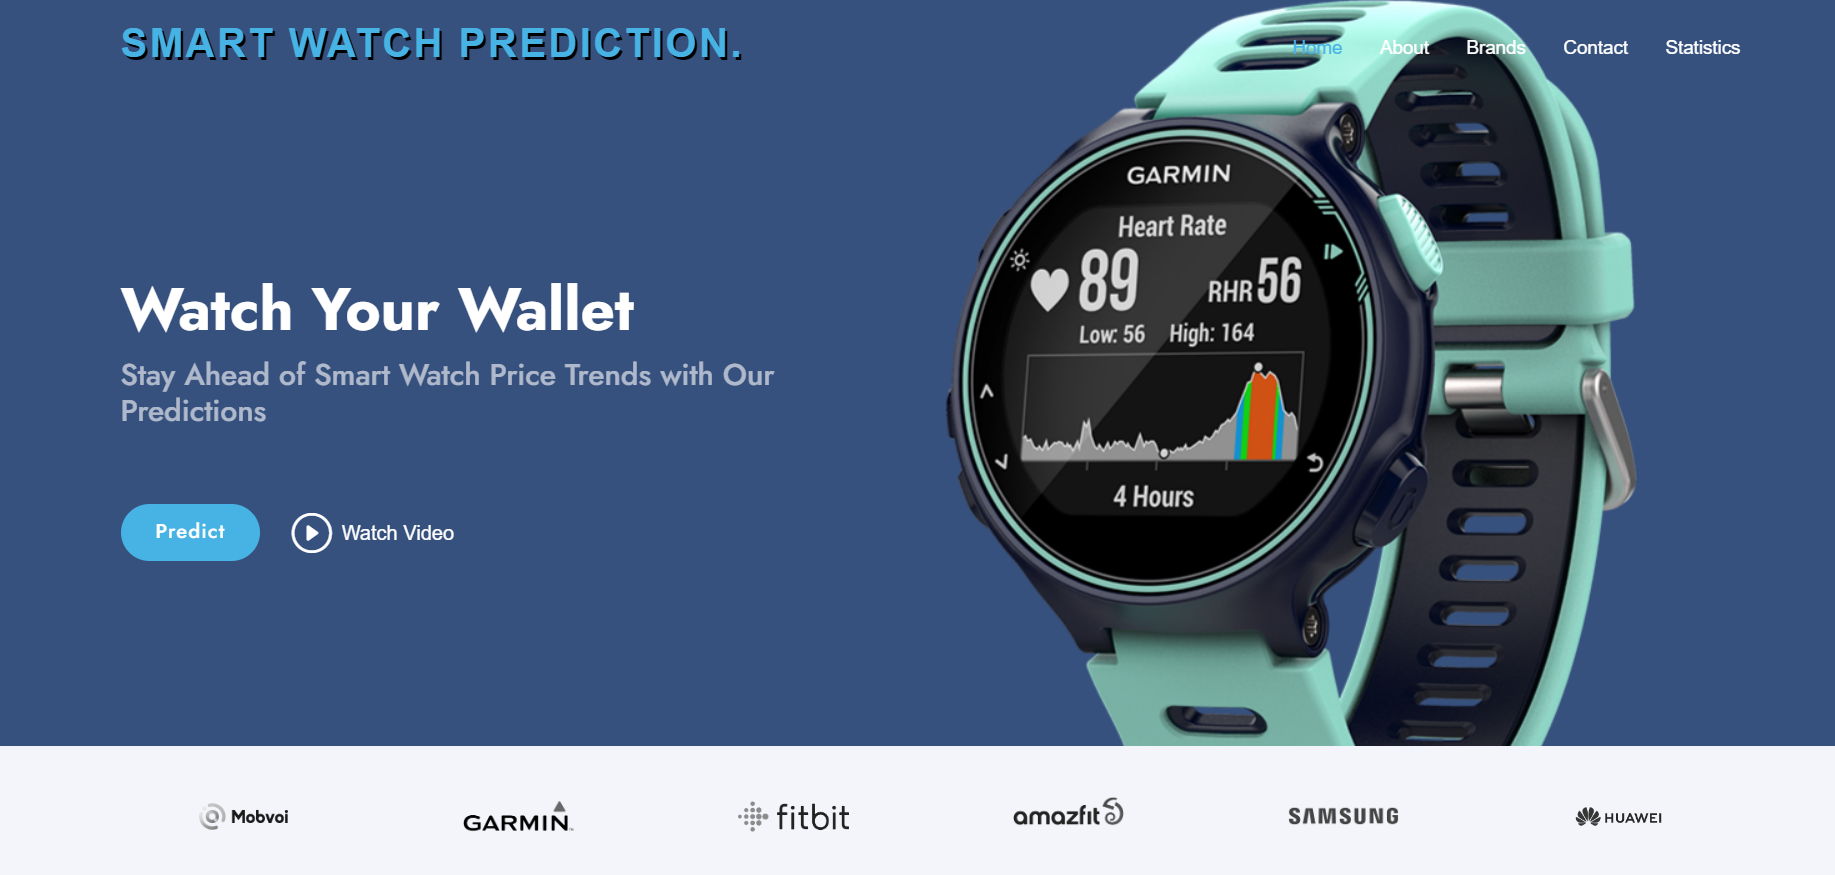 SMART WATCH PREDICTION.
Home About Brands Contact Statistics
GARMIN
Heart Rate
89 RHR 56
Low: 56 High: 164
4 Hours
Watch Your Wallet
Stay Ahead of Smart Watch Price Trends with Our
Predictions
Predict Watch Video
Mobvoi GARMIN fitbit amazfit SAMSUNG HUAWEI